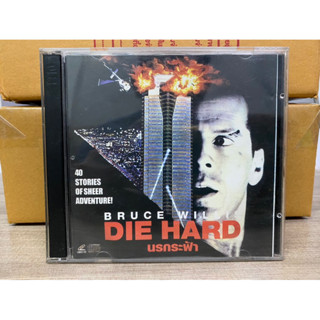 40
STORIES
OF SHEER
ADVENTURE!
BRUCE WIL
DIE HARD
นรกระฟ้า